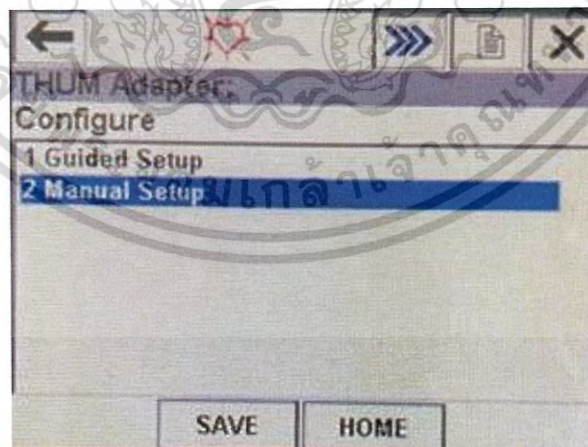 THUM Adapter:
Configure
1 Guided Setup
2 Manual Setup
SAVE HOME